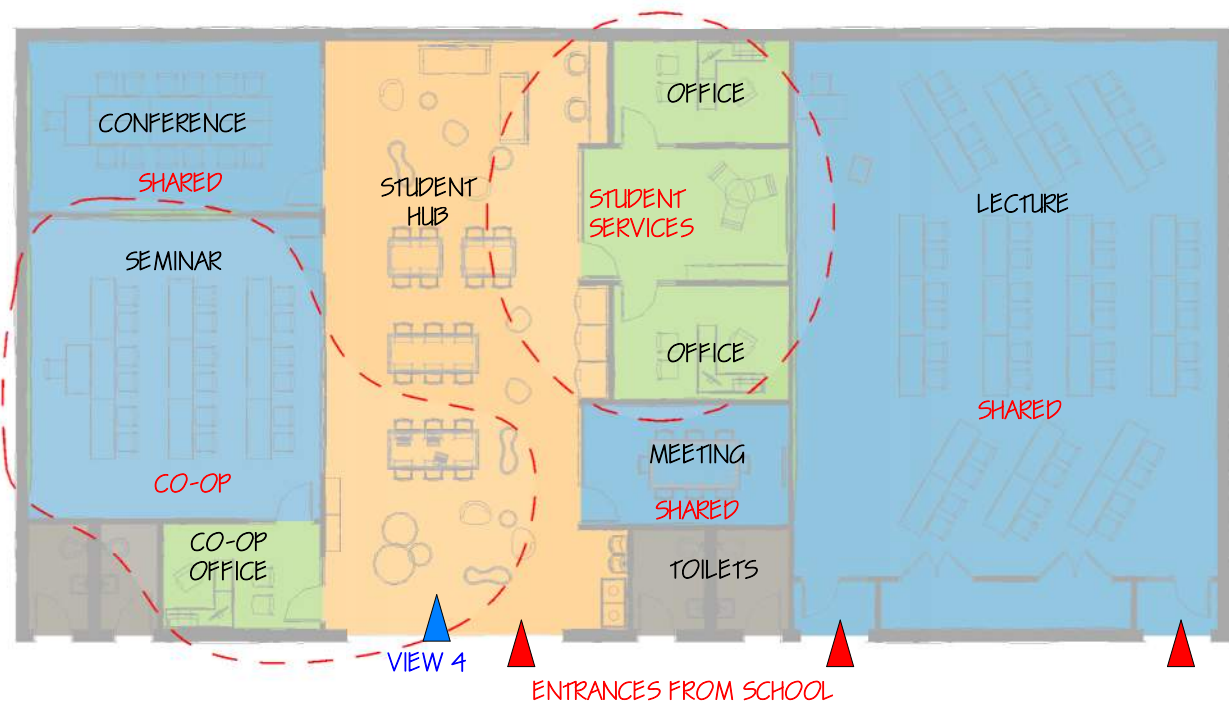 OFFICE
CONFERENCE
SHARED
STUDENT
HUB
STUDENT
SERVICES
LECTURE
SEMINAR
OFFICE
SHARED
MEETING
CO-OP
SHARED
CO-OP
OFFICE
TOILETS
VIEW 4
ENTRANCES FROM SCHOOL